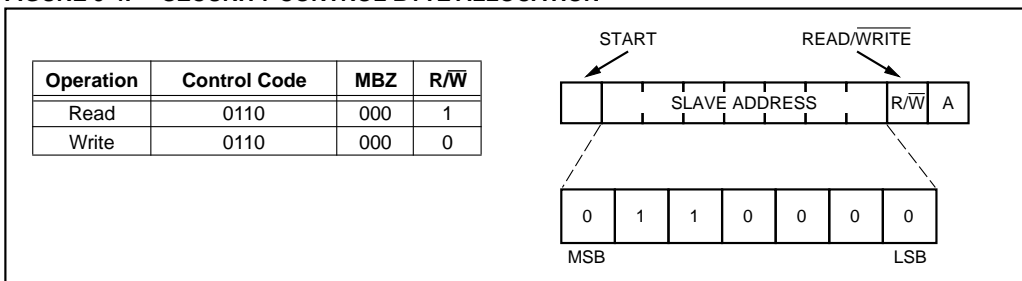 Operation Control Code MBZ R/W̅
Read 0110 000 1
Write 0110 000 0
START READ/W̅R̅I̅T̅E̅
SLAVE ADDRESS R/W̅ A
0 1 1 0 0 0 0
MSB LSB